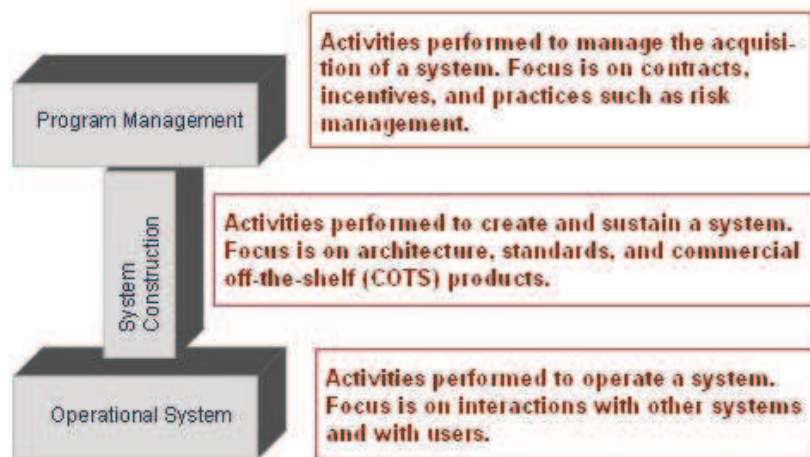 Program Management
Activities performed to manage the acquisi-
tion of a system. Focus is on contracts,
incentives, and practices such as risk
management.
System
Construction
Activities performed to create and sustain a system.
Focus is on architecture, standards, and commercial
off-the-shelf (COTS) products.
Operational System
Activities performed to operate a system.
Focus is on interactions with other systems
and with users.